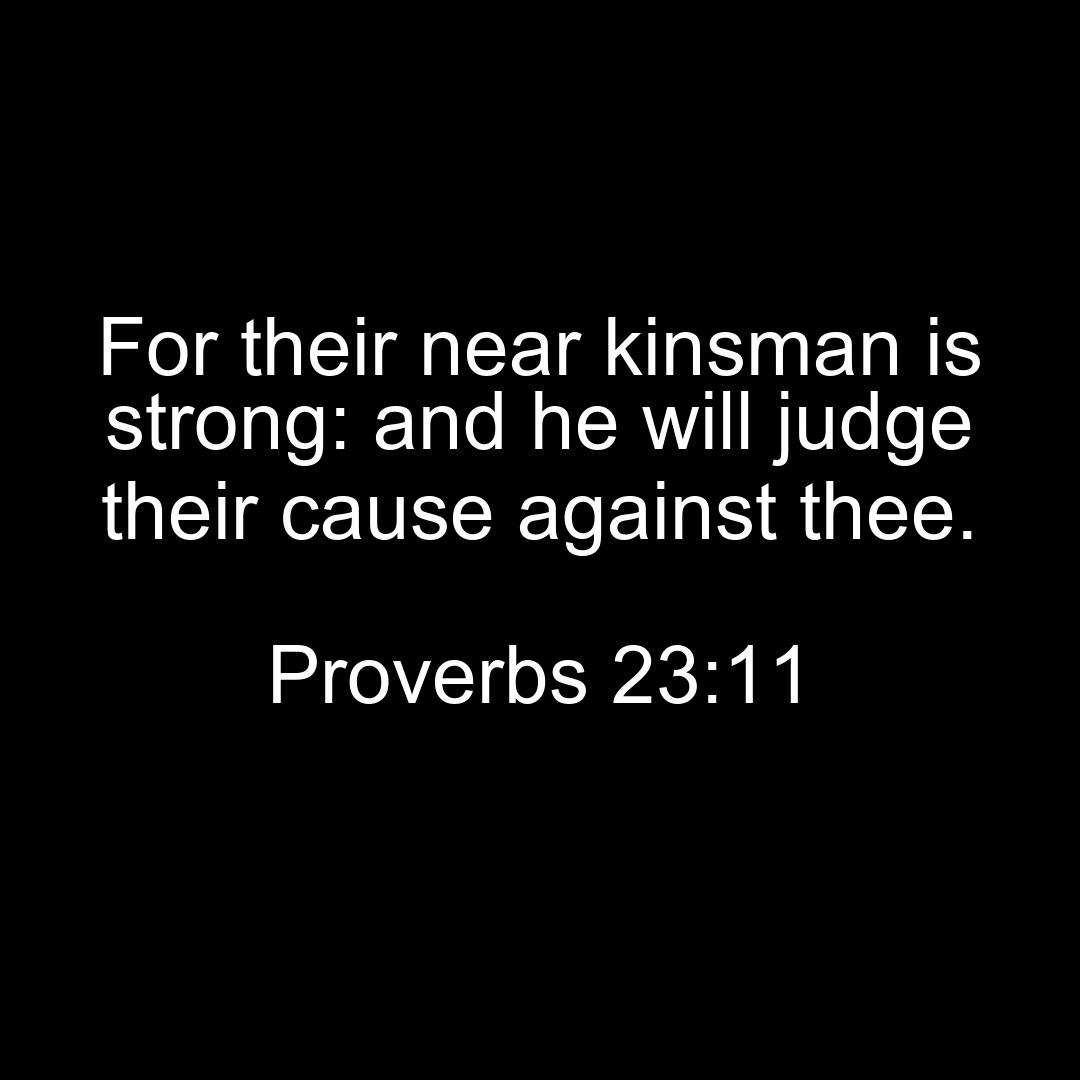 For their near kinsman is
strong: and he will judge
their cause against thee.
Proverbs 23:11